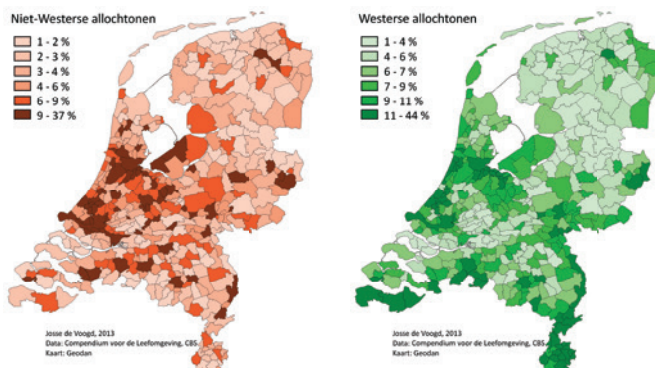 Niet-Westerse allochtonen
1 - 2 %
2 - 3 %
3 - 4 %
4 - 6 %
6 - 9 %
9 - 37 %
Josse de Voogd, 2013
Data: Compendium voor de Leefomgeving, CBS.
Kaart: Geodan
Westerse allochtonen
1 - 4 %
4 - 6 %
6 - 7 %
7 - 9 %
9 - 11 %
11 - 44 %
Josse de Voogd, 2013
Data: Compendium voor de Leefomgeving, CBS.
Kaart: Geodan